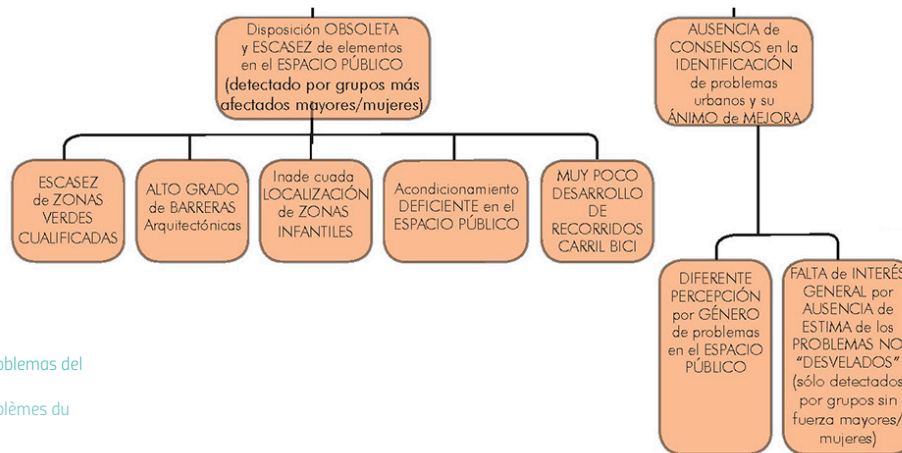 Disposición OBSOLETA
y ESCASEZ de elementos
en el ESPACIO PÚBLICO
(detectado por grupos más
afectados mayores/mujeres)
AUSENCIA de
CONSENSOS en la
IDENTIFICACIÓN
de problemas
urbanos y su
ÁNIMO de MEJORA
ESCASEZ
de ZONAS
VERDES
CUALIFICADAS
ALTO GRADO
de BARRERAS
Arquitectónicas
Inade cuada
LOCALIZACIÓN
de ZONAS
INFANTILES
Acondicionamiento
DEFICIENTE en el
ESPACIO PÚBLICO
MUY POCO
DESARROLLO
DE
RECORRIDOS
CARRIL BICI
DIFERENTE
PERCEPCIÓN
por GÉNERO
de problemas
en el ESPACIO
PÚBLICO
FALTA de INTERÉS
GENERAL por
AUSENCIA de
ESTIMA de los
PROBLEMAS NO
"DESVELADOS"
(sólo detectados
por grupos sin
fuerza mayores/
mujeres)
oblemas del
blèmes du